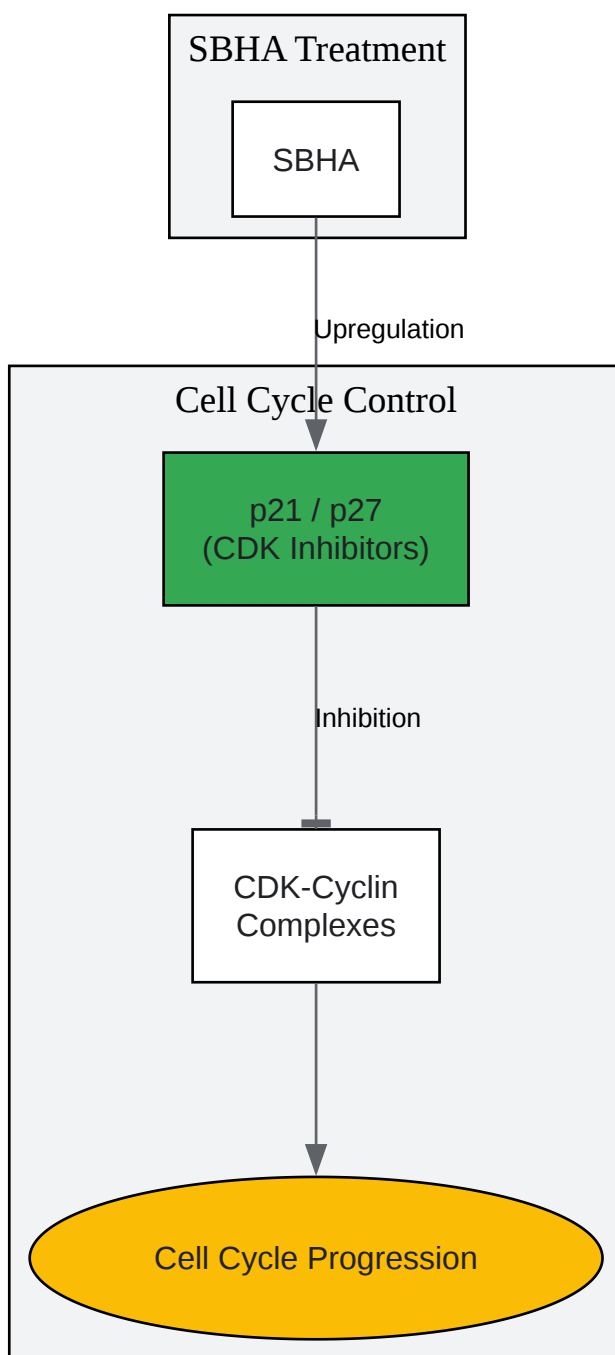 SBHA Treatment
SBHA
Upregulation
Cell Cycle Control
p21 / p27
(CDK Inhibitors)
Inhibition
CDK-Cyclin
Complexes
Cell Cycle Progression